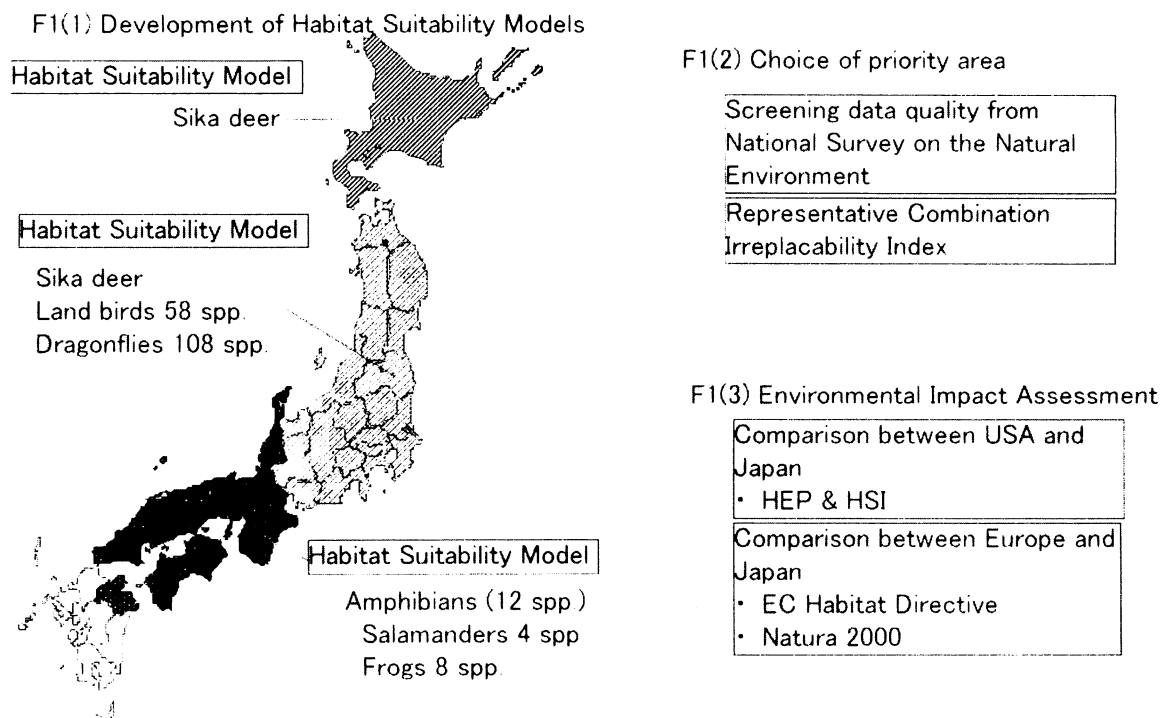 F1(1) Development of Habitat Suitability Models
Habitat Suitability Model
Sika deer
Habitat Suitability Model
Sika deer
Land birds 58 spp.
Dragonflies 108 spp.
Habitat Suitability Model
Amphibians (12 spp.)
Salamanders 4 spp
Frogs 8 spp.
F1(2) Choice of priority area
Screening data quality from
National Survey on the Natural
Environment
Representative Combination
Irreplacability Index
F1(3) Environmental Impact Assessment
Comparison between USA and
Japan
・ HEP & HSI
Comparison between Europe and
Japan
・ EC Habitat Directive
・ Natura 2000